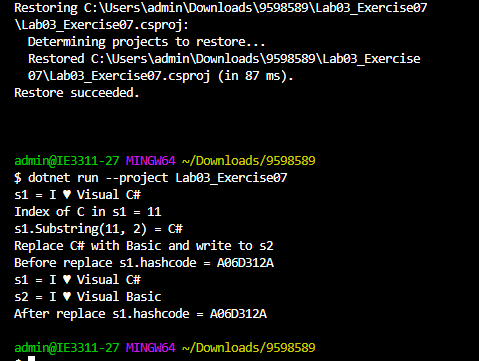 Restoring C:\Users\admin\Downloads\9598589\Lab03_Exercise07
\Lab03_Exercise07.csproj:
Determining projects to restore...
Restored C:\Users\admin\Downloads\9598589\Lab03_Exercise
07\Lab03_Exercise07.csproj (in 87 ms).
Restore succeeded.
admin@IE3311-27 MINGW64 ~/Downloads/9598589
$ dotnet run --project Lab03_Exercise07
s1 = I ♥ Visual C#
Index of C in s1 = 11
s1.Substring(11, 2) = C#
Replace C# with Basic and write to s2
Before replace s1.hashcode = A06D312A
s1 = I ♥ Visual C#
s2 = I ♥ Visual Basic
After replace s1.hashcode = A06D312A
admin@IE3311-27 MINGW64 ~/Downloads/9598589
$